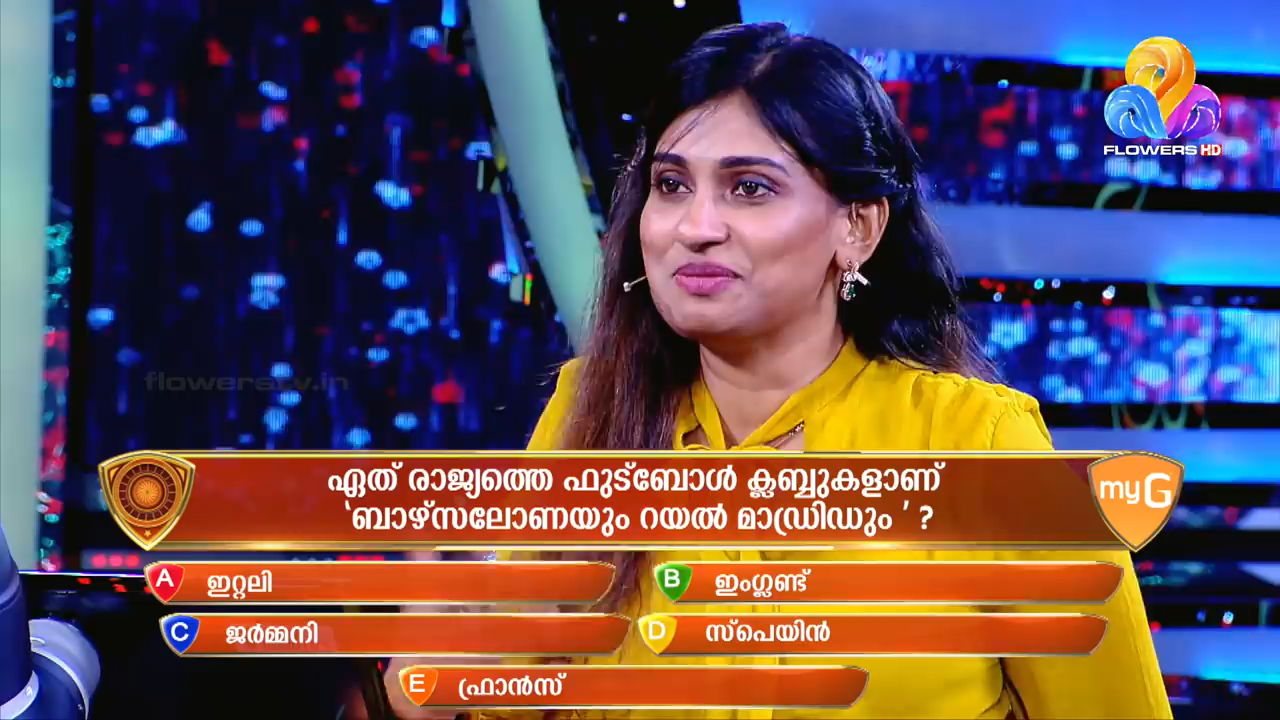 FLOWERS HD
flowerstv.in
ഏത് രാജ്യത്തെ ഫുട്ബോൾ ക്ലബ്ബുകളാണ്
‘ബാഴ്സലോണയും റയൽ മാഡ്രിഡും ’ ?
myG
A ഇറ്റലി
B ഇംഗ്ലണ്ട്
C ജർമ്മനി
D സ്പെയിൻ
E ഫ്രാൻസ്